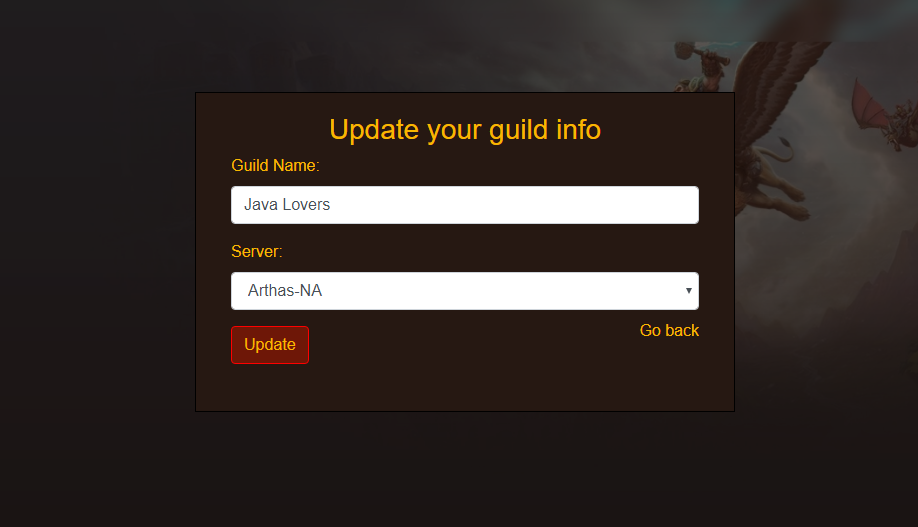 Update your guild info
Guild Name:
Java Lovers
Server:
Arthas-NA
Update
Go back